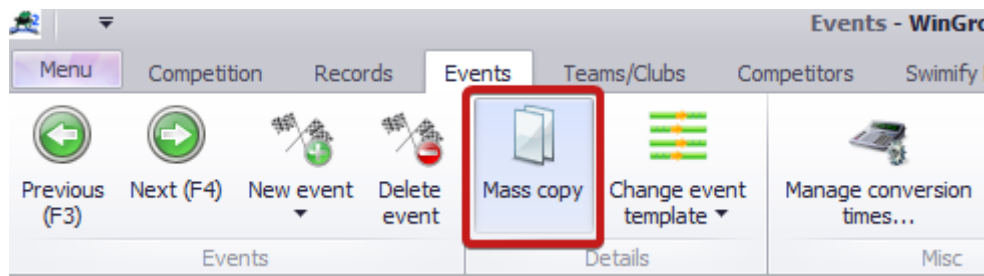 Events - WinGro
Menu Competition Records Events Teams/Clubs Competitors Swimify
Previous (F3)
Next (F4)
New event
Delete event
Mass copy
Change event template
Manage conversion times...
Events
Details
Misc